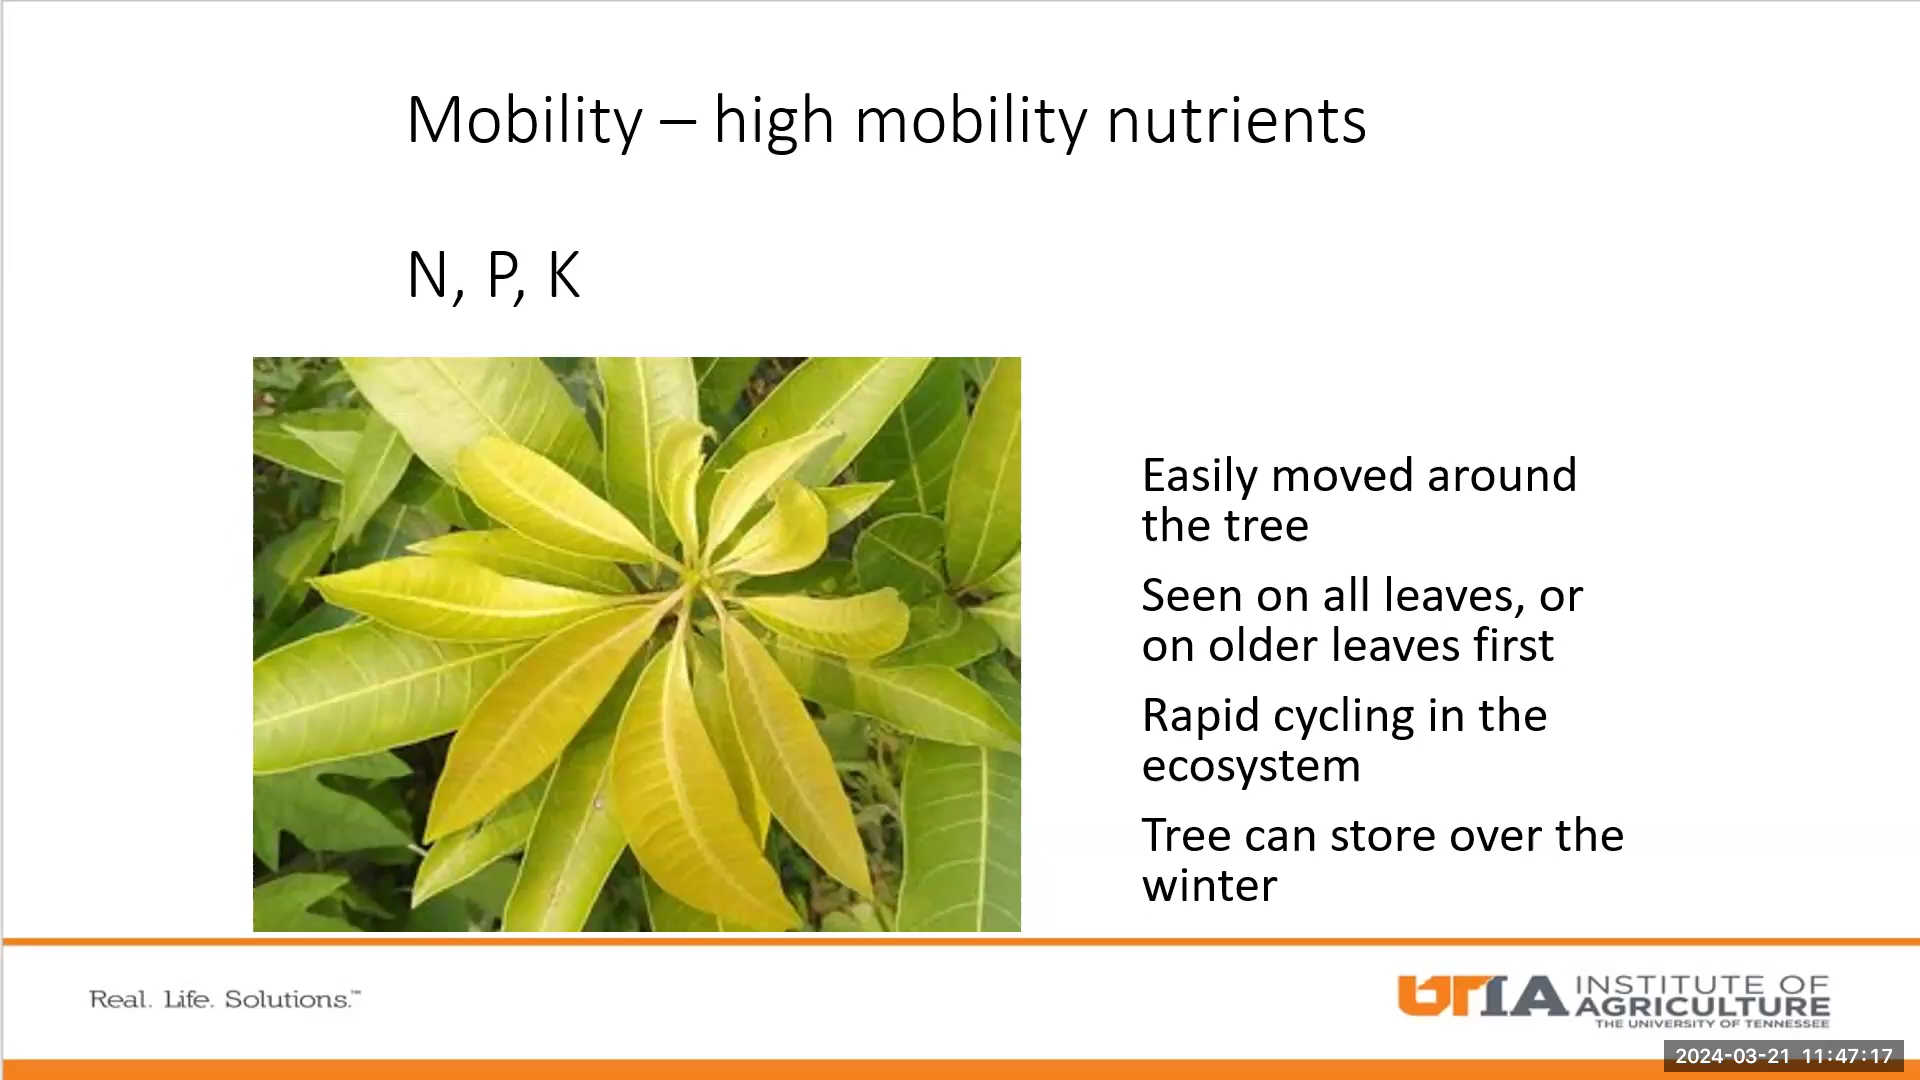 Mobility – high mobility nutrients
N, P, K
Easily moved around
the tree
Seen on all leaves, or
on older leaves first
Rapid cycling in the
ecosystem
Tree can store over the
winter
Real. Life. Solutions.™
UTIA INSTITUTE OF
AGRICULTURE
THE UNIVERSITY OF TENNESSEE
2024-03-21 11:47:17